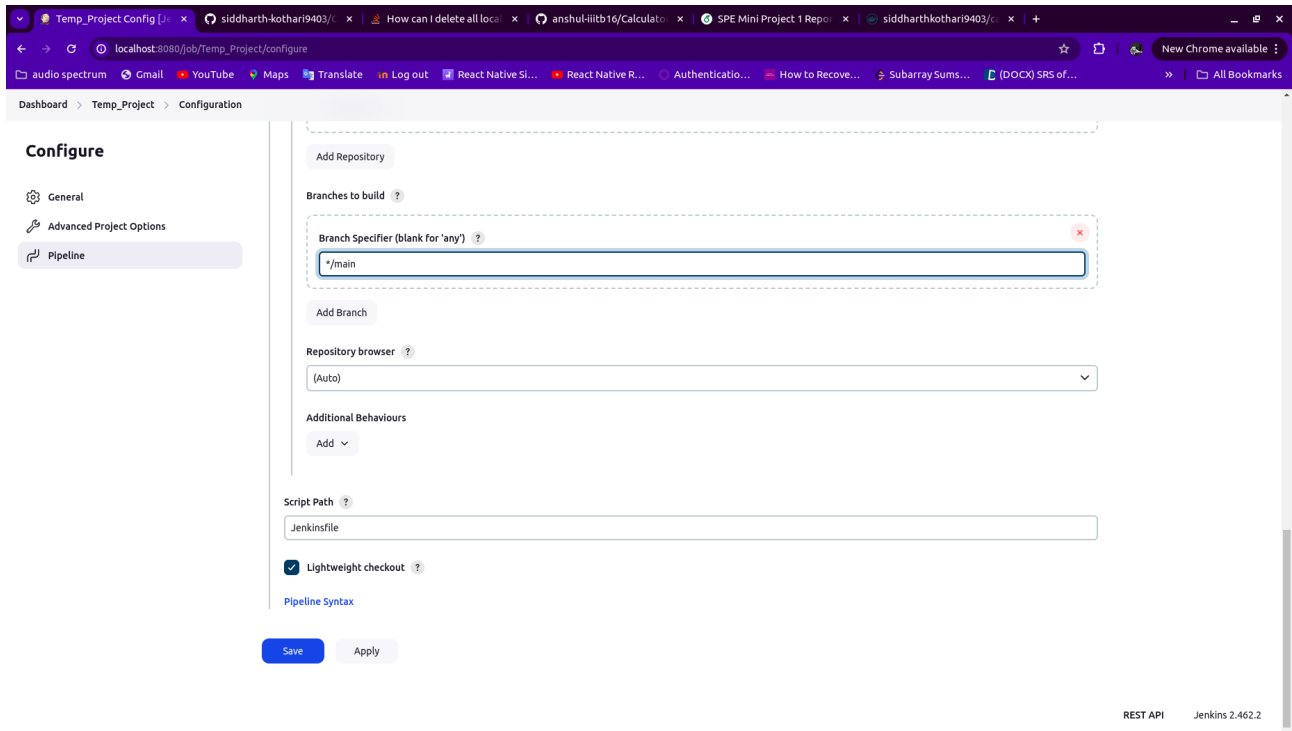 Temp_Project Config [Je
siddharth-kothari9403/C
How can I delete all local
anshul-iiitb16/Calculato
SPE Mini Project 1 Repor
siddharthkothari9403/ca
localhost:8080/job/Temp_Project/configure
New Chrome available
audio spectrum
Gmail
YouTube
Maps
Translate
Log out
React Native Si...
React Native R...
Authenticatio...
How to Recove...
Subarray Sums...
(DOCX) SRS of...
»
All Bookmarks
Dashboard > Temp_Project > Configuration
Configure
General
Advanced Project Options
Pipeline
Add Repository
Branches to build ?
Branch Specifier (blank for 'any') ?
*/main
Add Branch
Repository browser ?
(Auto)
Additional Behaviours
Add
Script Path ?
Jenkinsfile
Lightweight checkout ?
Pipeline Syntax
Save
Apply
REST API
Jenkins 2.462.2